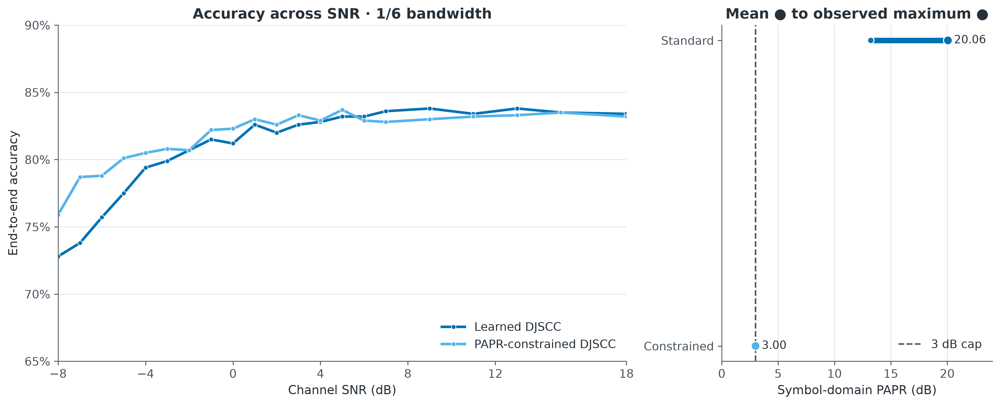 Accuracy across SNR · 1/6 bandwidth
90%
85%
80%
75%
70%
65%
End-to-end accuracy
−8
−4
0
4
8
12
18
Channel SNR (dB)
Learned DJSCC
PAPR-constrained DJSCC
Mean ● to observed maximum ●
Standard
20.06
Constrained
3.00
3 dB cap
0
5
10
15
20
Symbol-domain PAPR (dB)